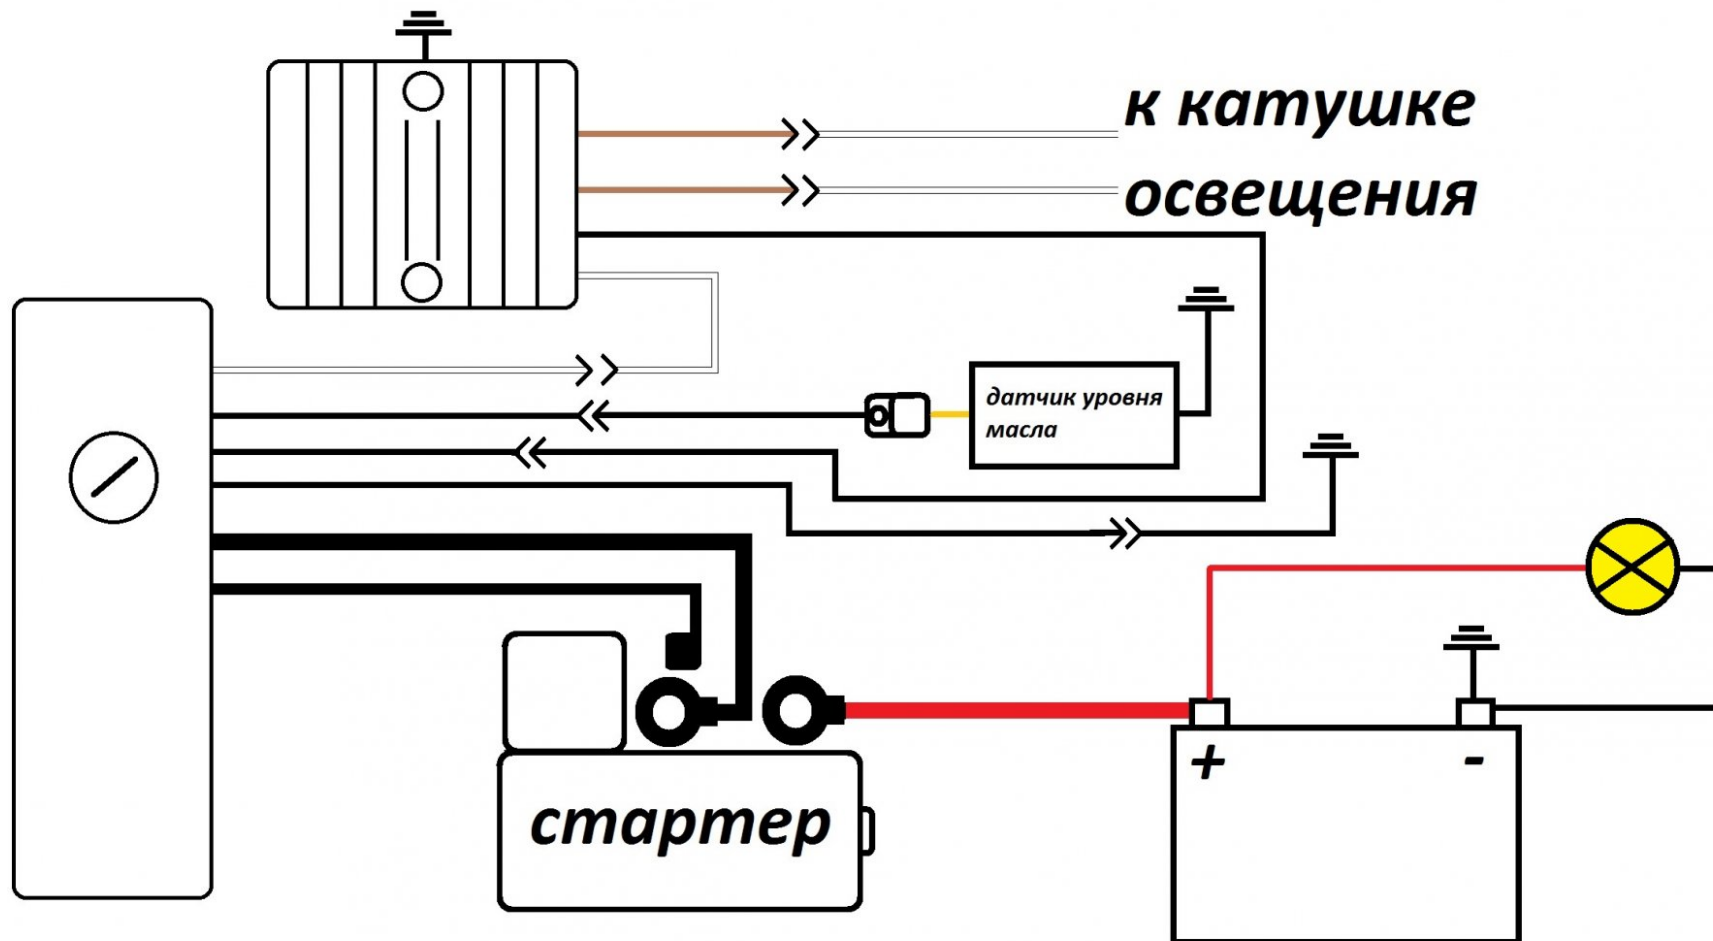 к катушке
освещения
датчик уровня
масла
стартер
+ -